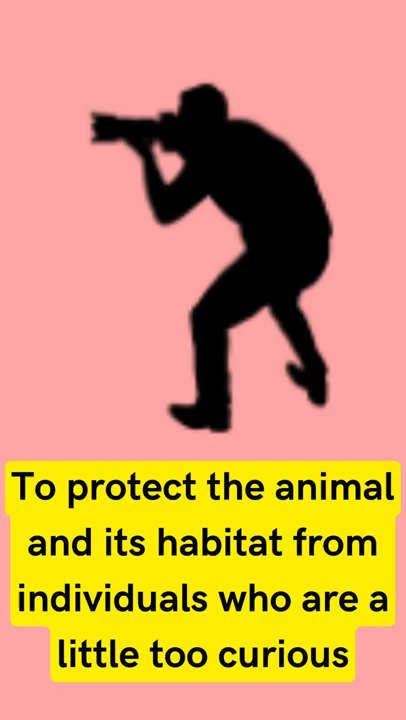 To protect the animal
and its habitat from
individuals who are a
little too curious